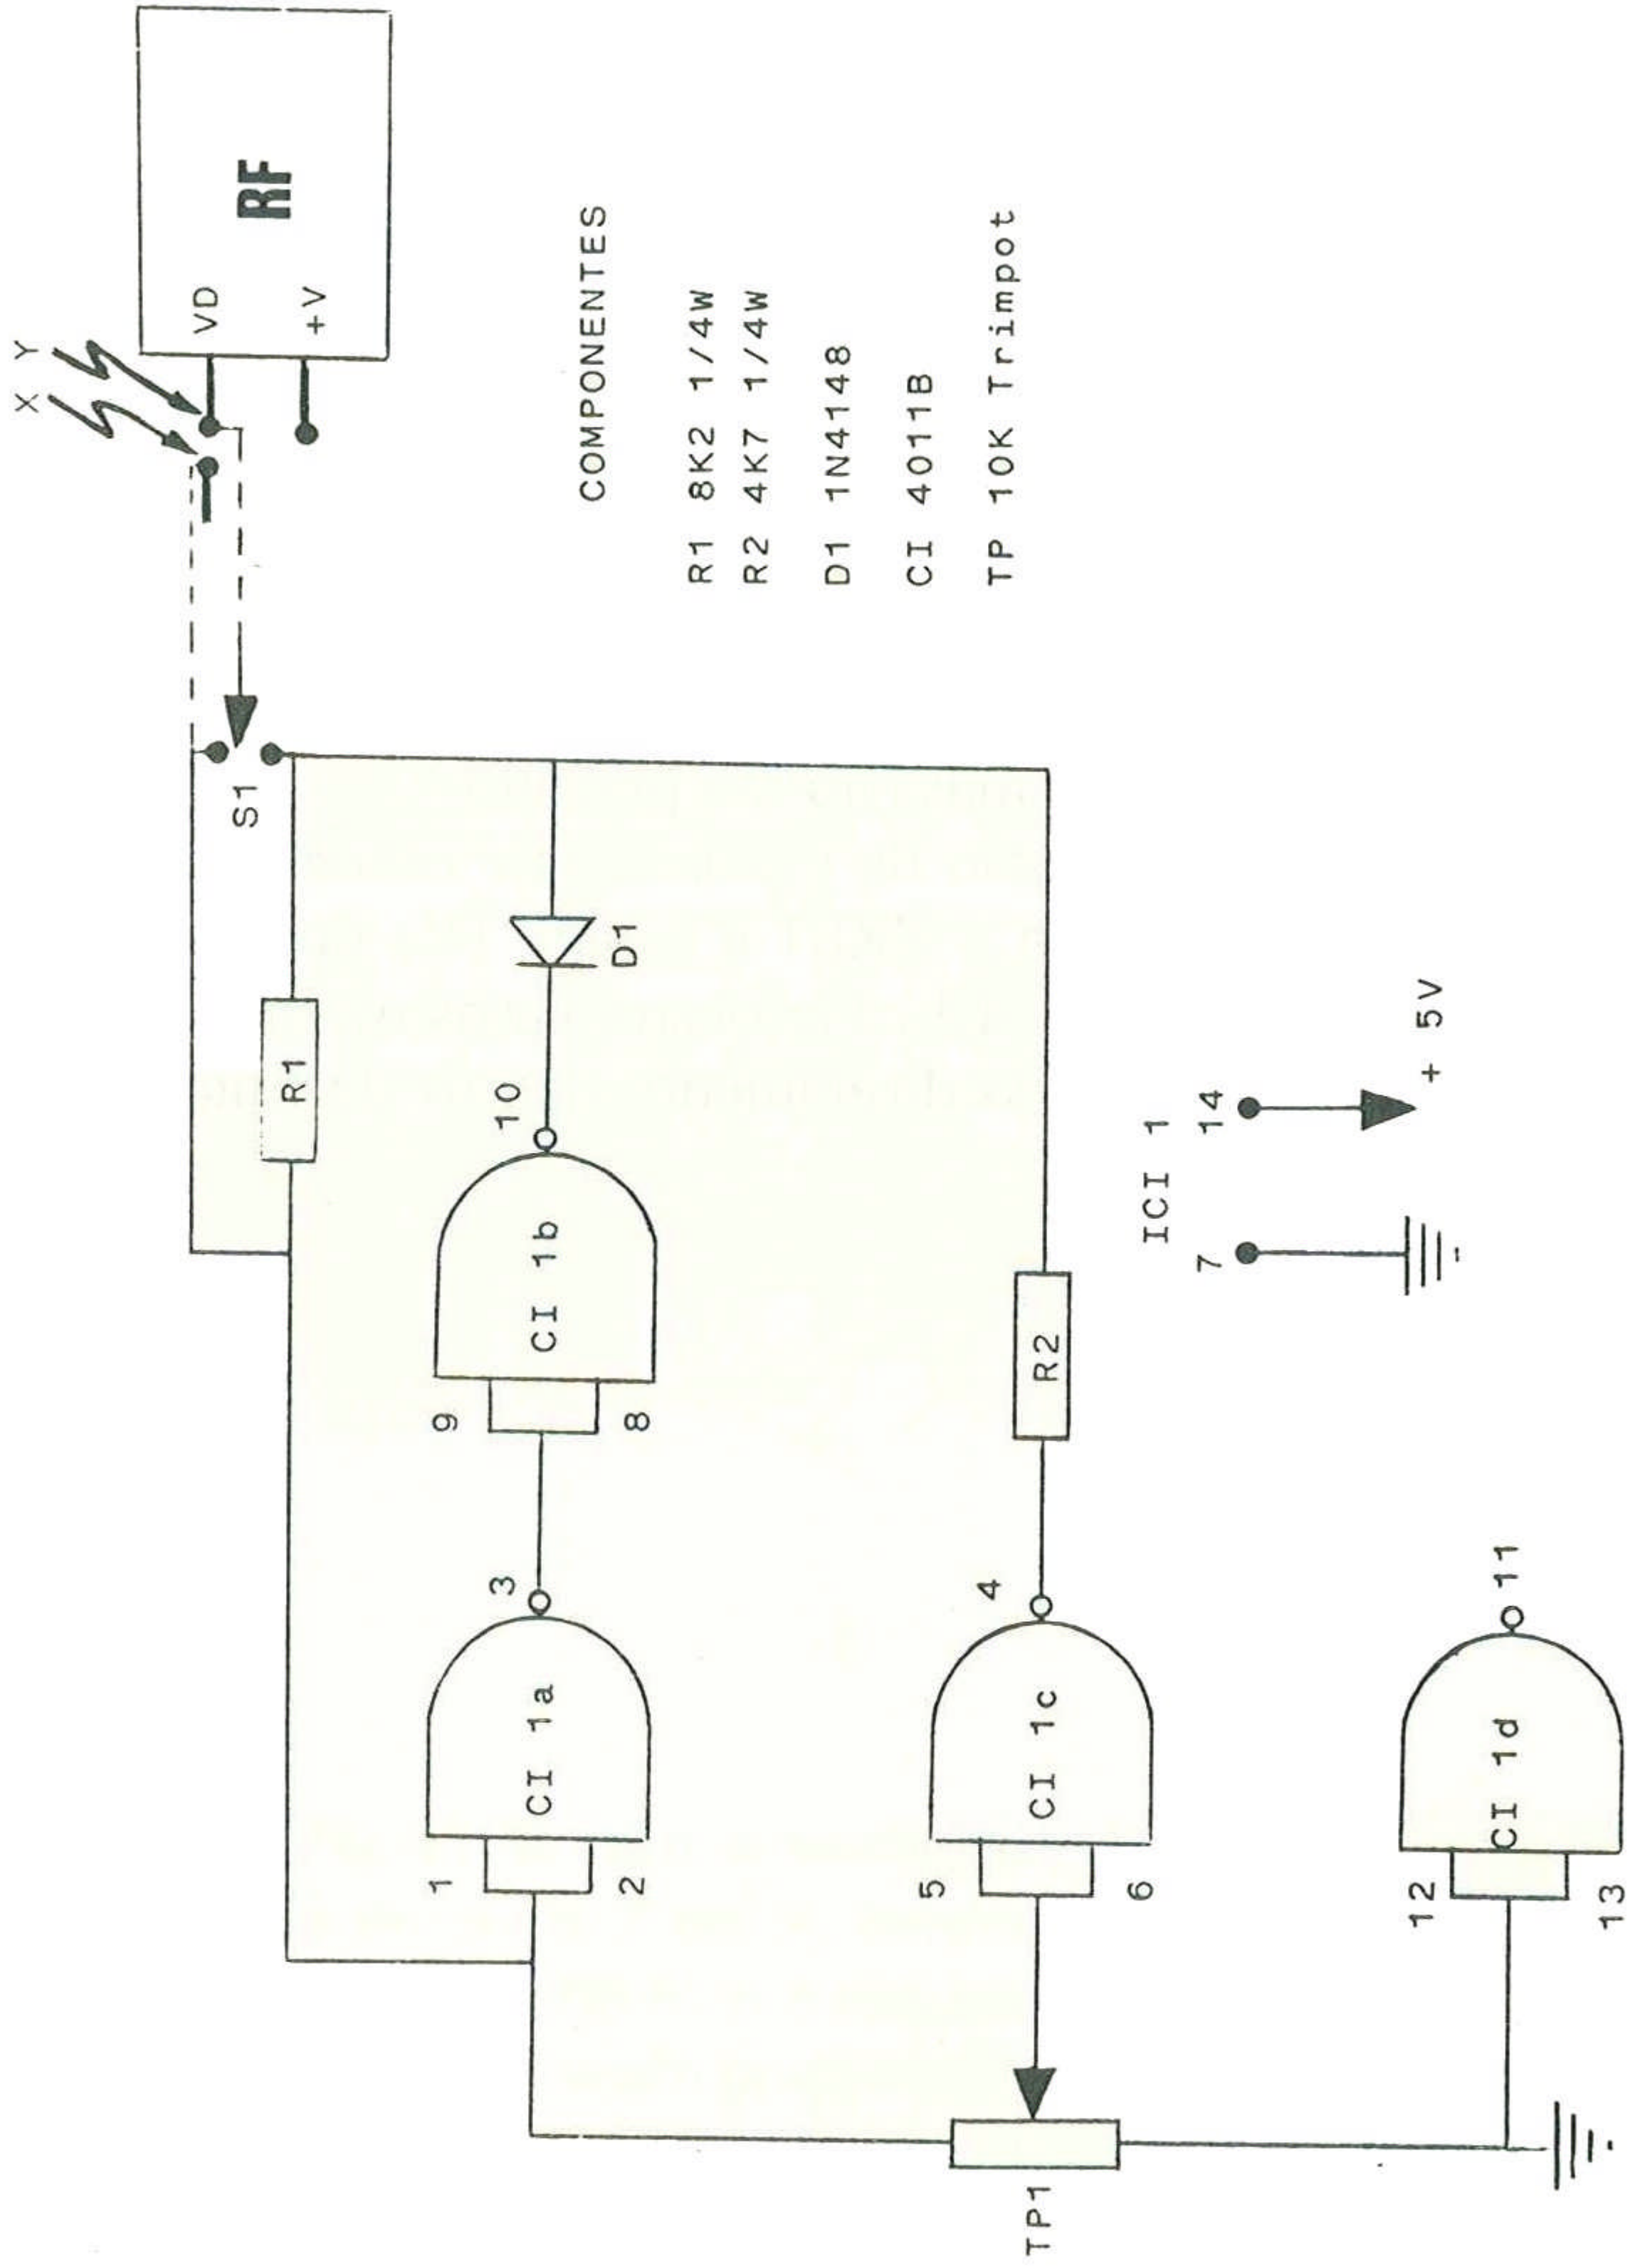 X
Y
VD
+V
RF
S1
R1
D1
10
CI 1b
9
8
3
CI 1a
1
2
R2
4
CI 1c
5
6
TP1
11
CI 1d
12
13
ICI 1
7
14
+ 5V
-
-
COMPONENTES
R1 8K2 1/4W
R2 4K7 1/4W
D1 1N4148
CI 4011B
TP 10K Trimpot